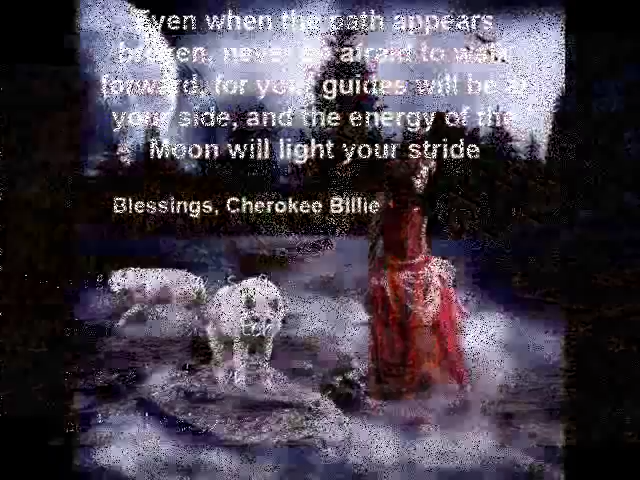 Even when the path appears
broken, never be afraid to walk
forward, for your guides will be at
your side, and the energy of the
Moon will light your stride
Blessings, Cherokee Billie